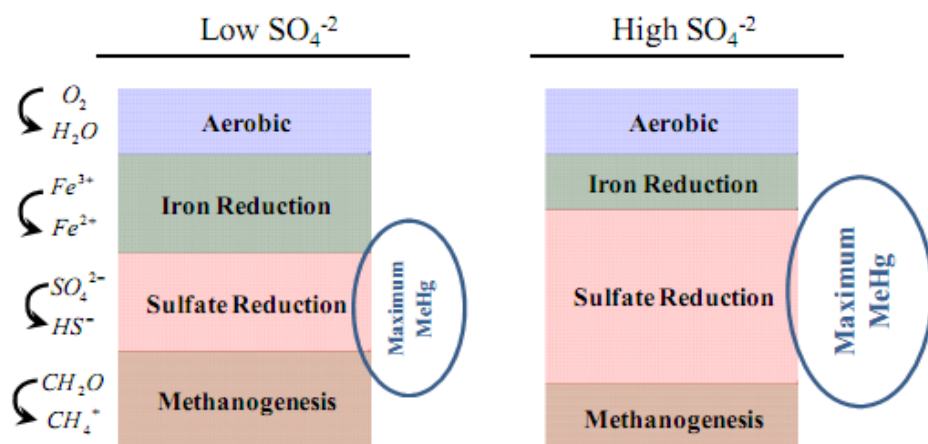 Low SO₄⁻²
High SO₄⁻²
O₂
H₂O
Aerobic
Aerobic
Fe³⁺
Fe²⁺
Iron Reduction
Iron Reduction
SO₄²⁻
HS⁻
Sulfate Reduction
Maximum
MeHg
Sulfate Reduction
Maximum
MeHg
CH₂O
CH₄⁺
Methanogenesis
Methanogenesis